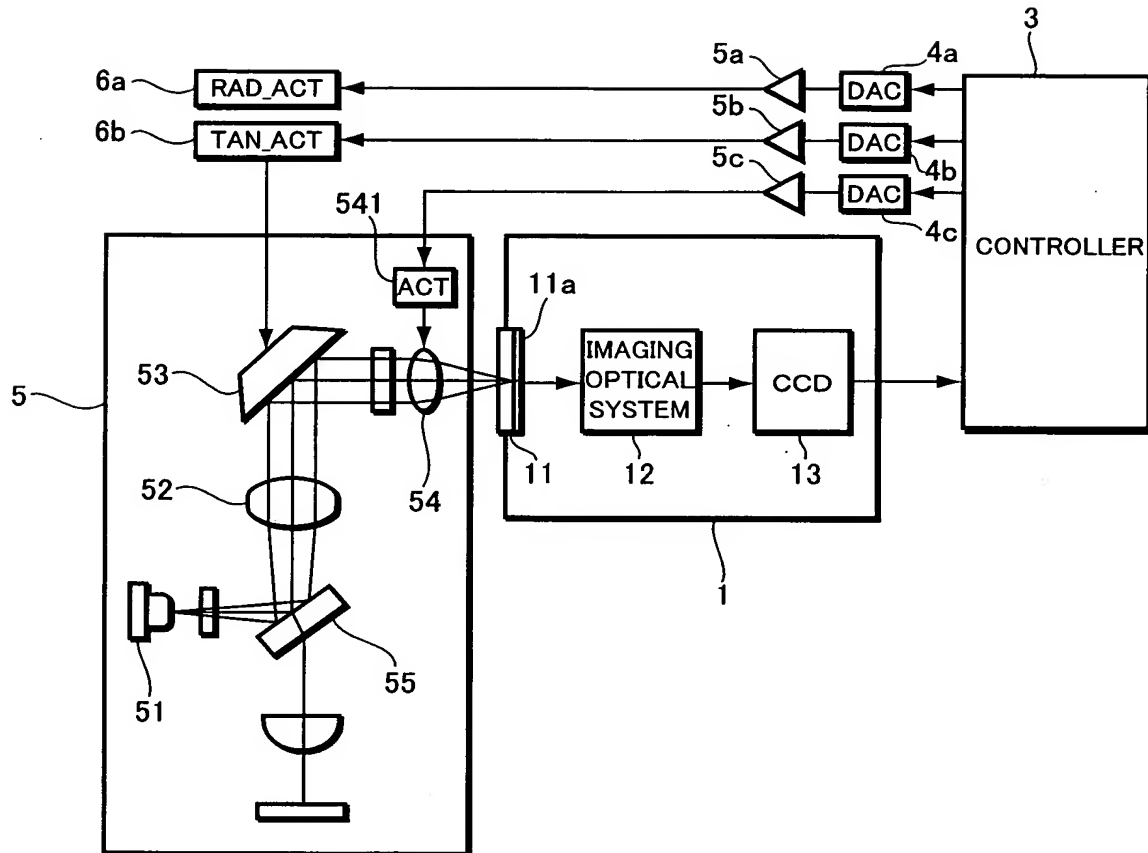 3
5a
4a
6a
RAD_ACT
DAC
5b
6b
TAN_ACT
DAC
5c
4b
DAC
541
4c
CONTROLLER
ACT
11a
53
IMAGING
OPTICAL
SYSTEM
CCD
5
11
12
13
52
54
1
51
55